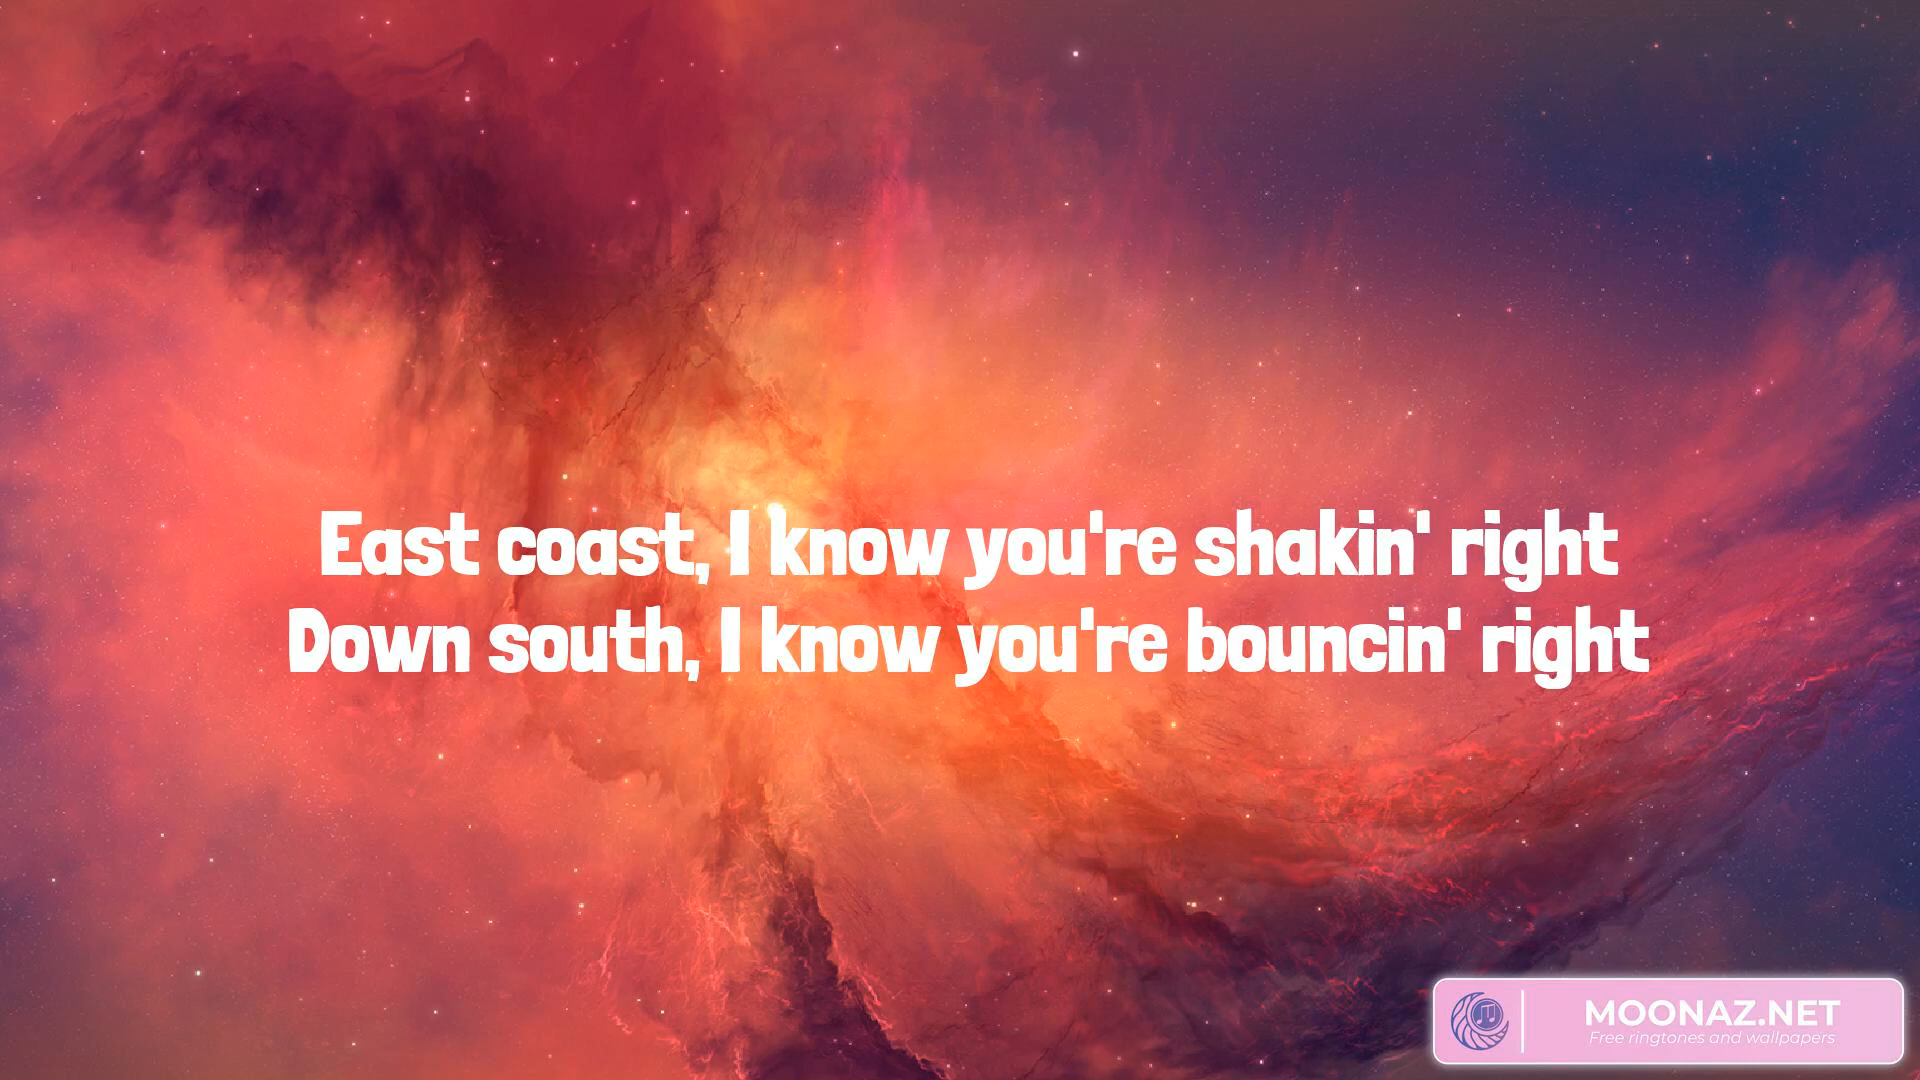 East coast, I know you're shakin' right
Down south, I know you're bouncin' right
MOONAZ.NET
Free ringtones and wallpapers